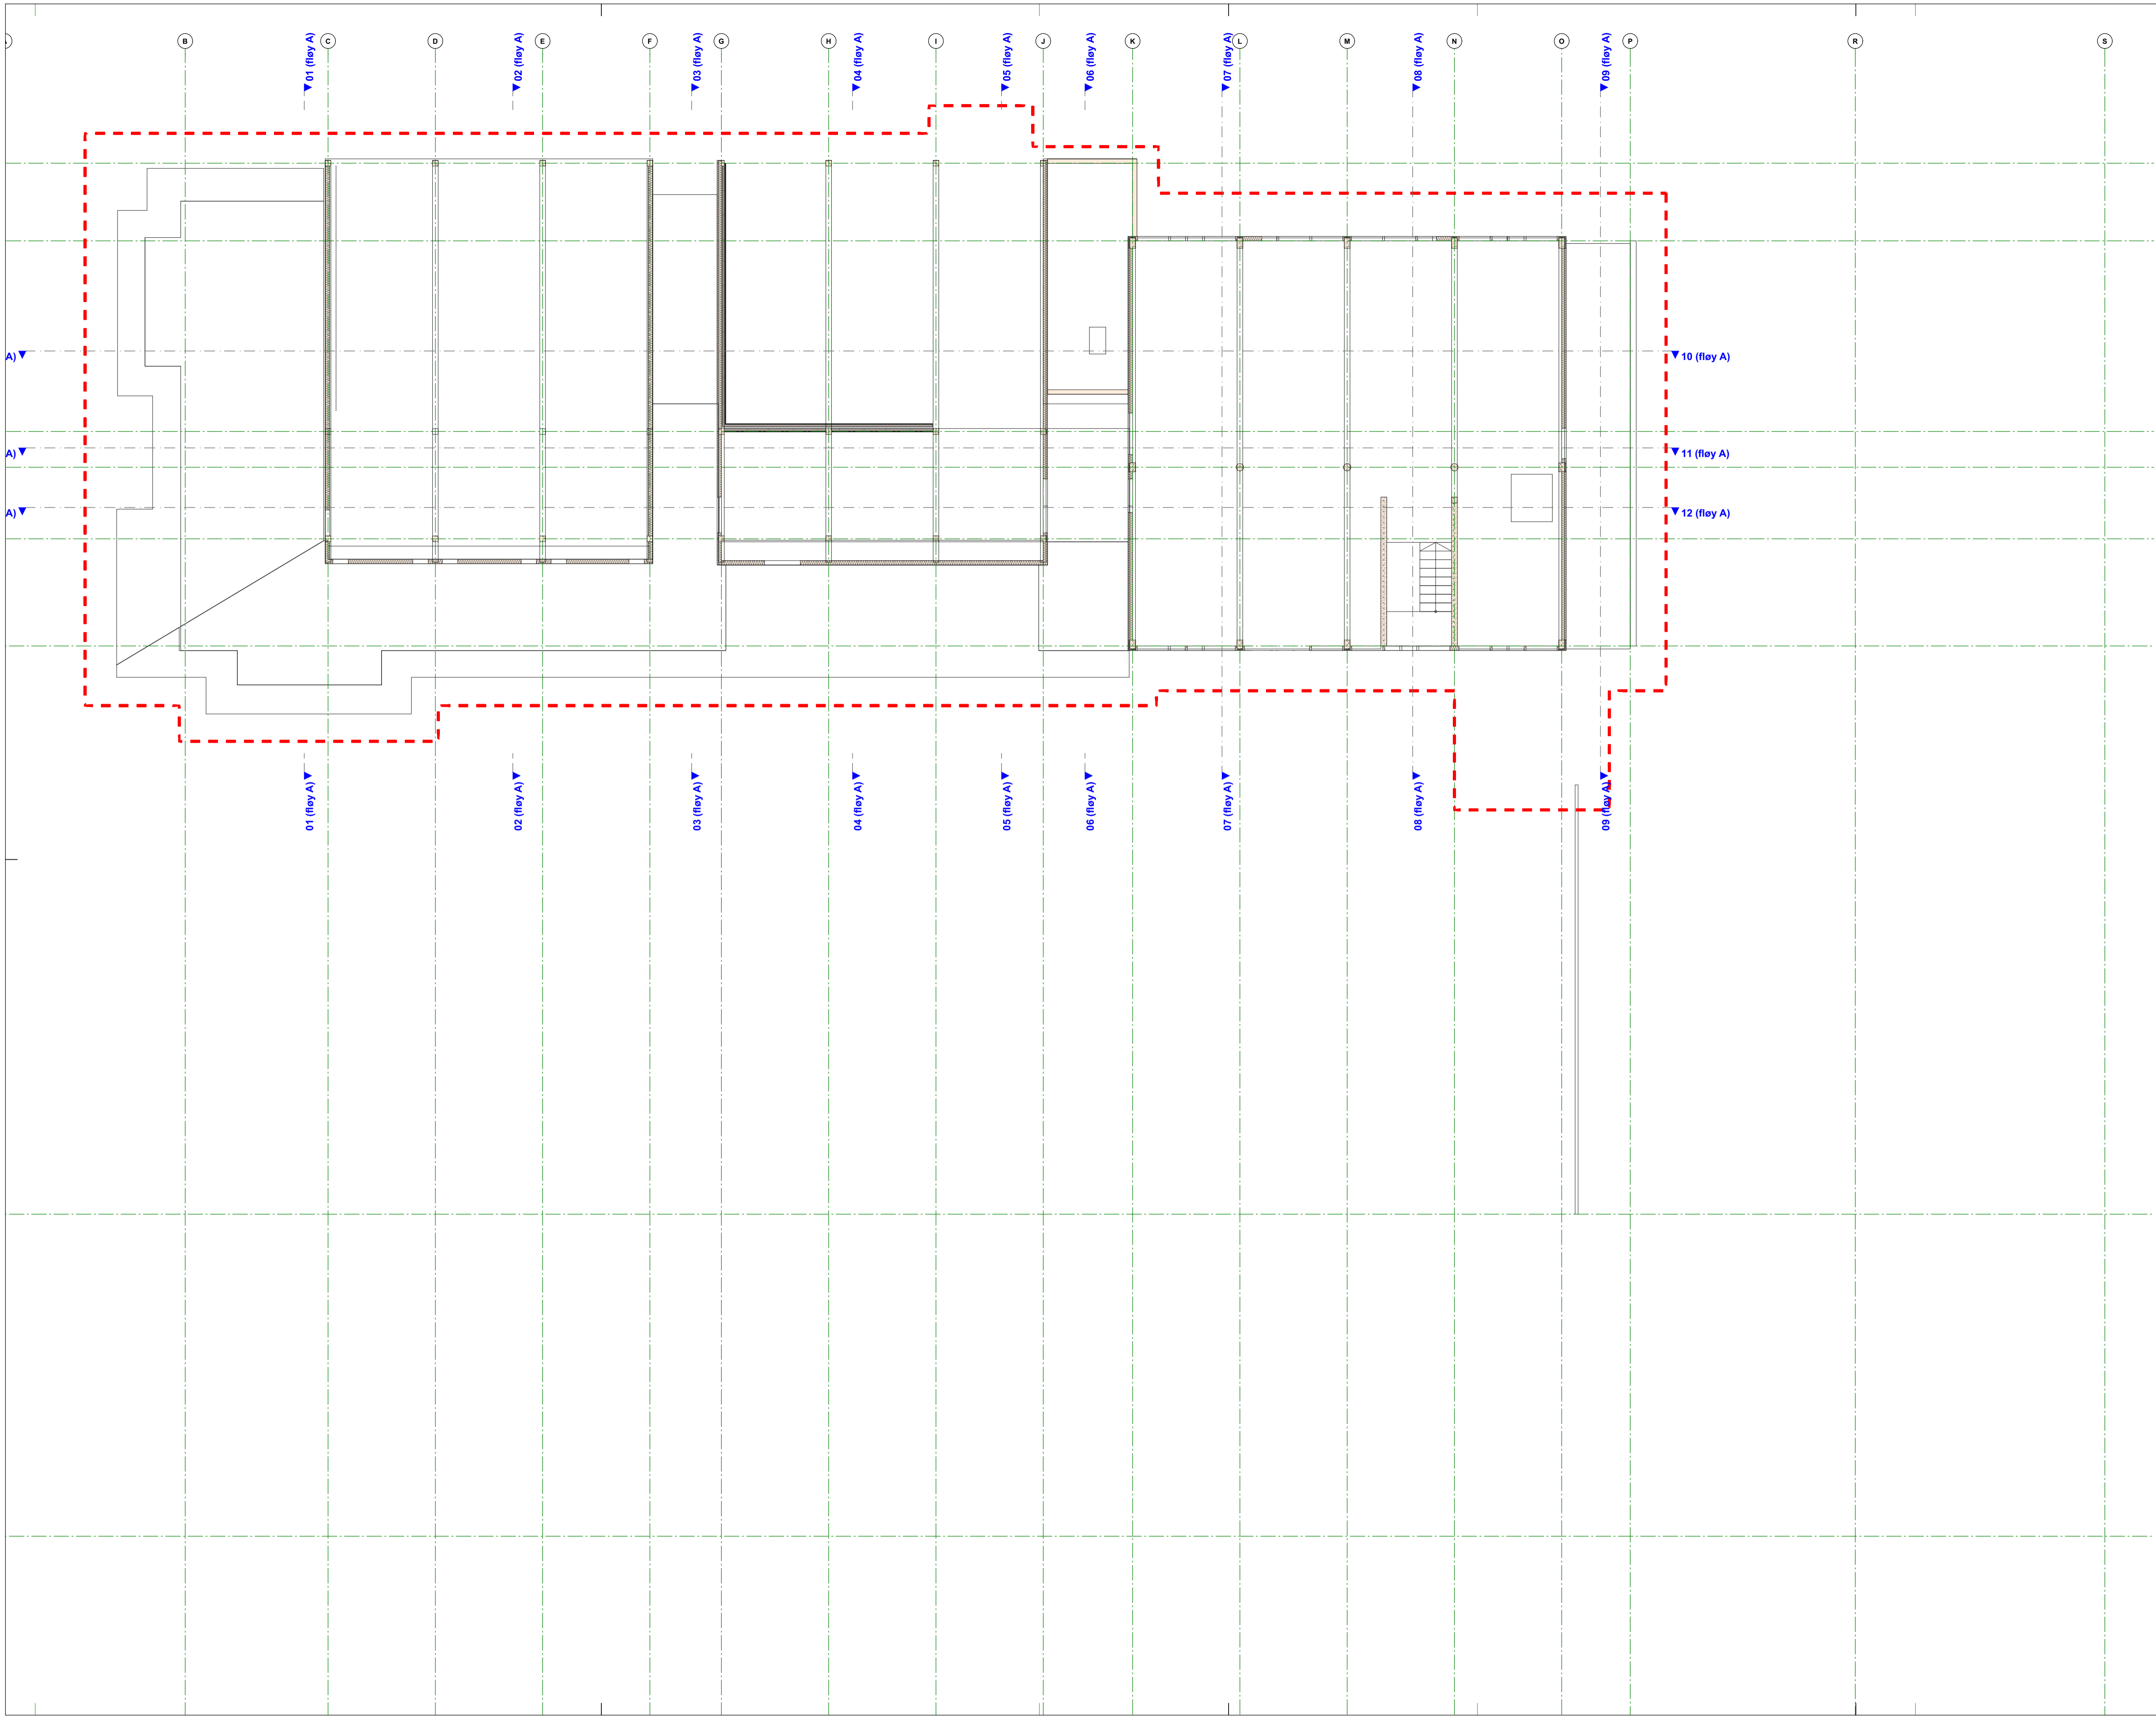 B
C
D
E
F
G
H
I
J
K
L
M
N
O
P
R
S
01 (fløy A)
02 (fløy A)
03 (fløy A)
04 (fløy A)
05 (fløy A)
06 (fløy A)
07 (fløy A)
08 (fløy A)
09 (fløy A)
A)
10 (fløy A)
A)
11 (fløy A)
A)
12 (fløy A)
01 (fløy A)
02 (fløy A)
03 (fløy A)
04 (fløy A)
05 (fløy A)
06 (fløy A)
07 (fløy A)
08 (fløy A)
09 (fløy A)